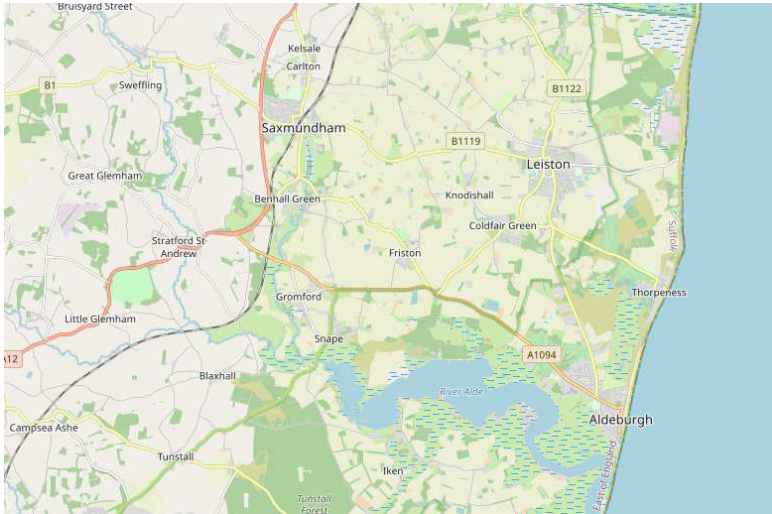 Bruisyard Street
Kelsale
Carlton
B1
Sweffling
B1122
Saxmundham
B1119
Leiston
Great Glemham
Benhall Green
Knodishall
Coldfair Green
Suffolk
Stratford St
Andrew
Friston
Gromford
Thorpeness
Little Glemham
Snape
A12
A1094
Blaxhall
River Alde
Aldeburgh
Campsea Ashe
Tunstall
Iken
East of England
Tunstall
Forest